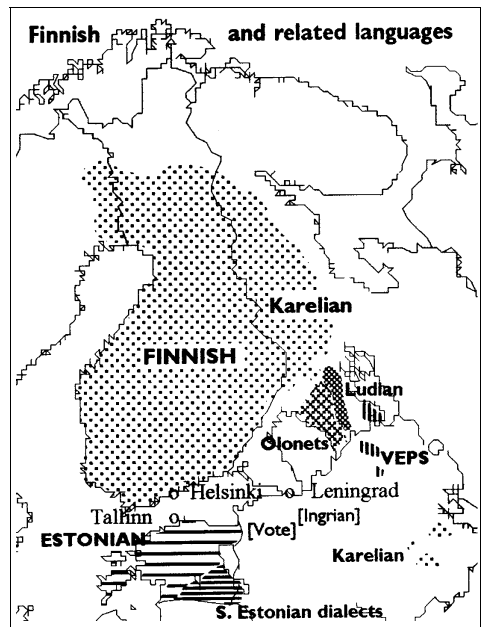 Finnish and related languages
Karelian
FINNISH
Ludian
Olonets
VEPS
Helsinki
Leningrad
Tallinn
[Ingrian]
[Vote]
ESTONIAN
Karelian
S. Estonian dialects